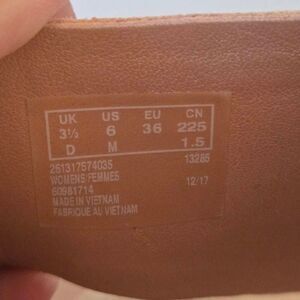 UK US EU CN
3½ 6 36 225
D M 1.5
261317574035 13285
WOMENS/FEMMES
60981714 12/17
MADE IN VIETNAM
FABRIQUE AU VIETNAM